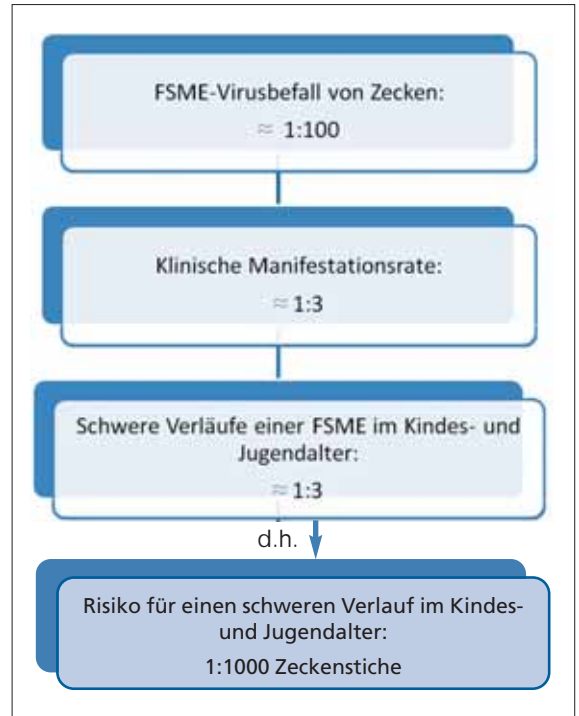 FSME-Virusbefall von Zecken:
≈ 1:100
Klinische Manifestationsrate:
≈ 1:3
Schwere Verläufe einer FSME im Kindes- und
Jugendalter:
≈ 1:3
d.h.
Risiko für einen schweren Verlauf im Kindes-
und Jugendalter:
1:1000 Zeckenstiche